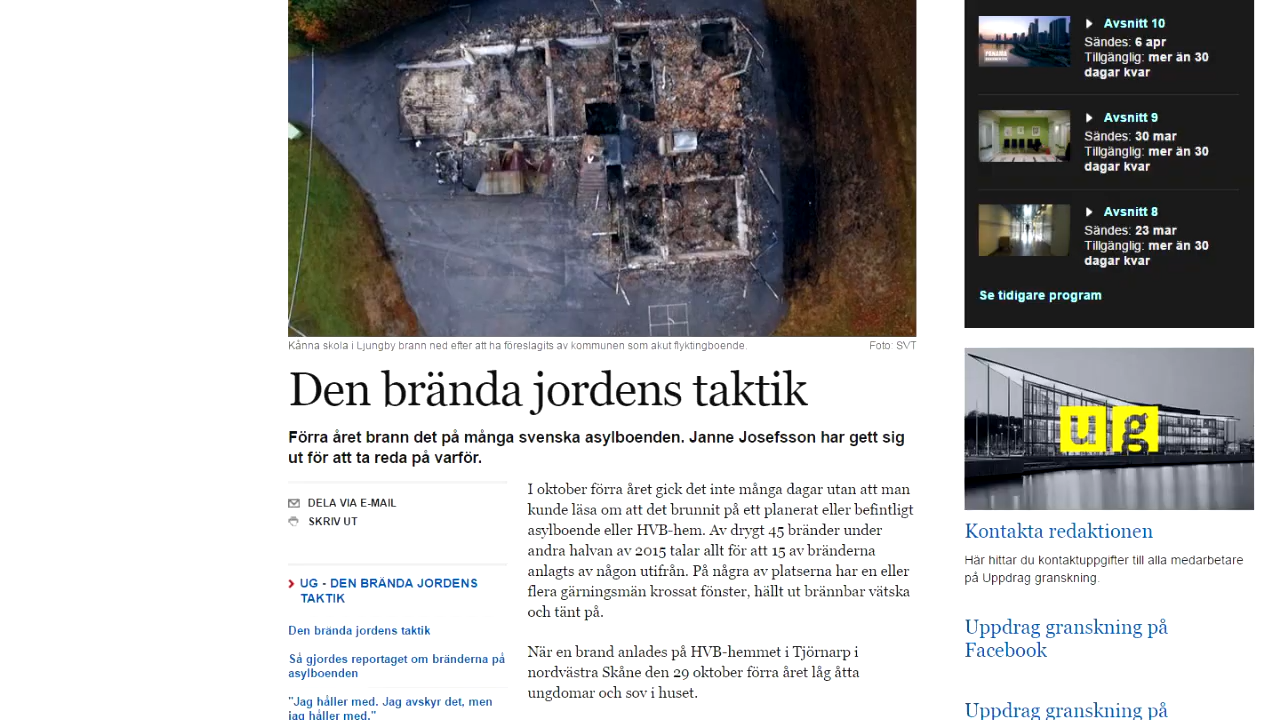 Kånna skola i Ljungby brann ned efter att ha föreslagits av kommunen som akut flyktingboende.
Foto: SVT
Den brända jordens taktik
Förra året brann det på många svenska asylboenden. Janne Josefsson har gett sig
ut för att ta reda på varför.
DELA VIA E-MAIL
SKRIV UT
UG - DEN BRÄNDA JORDENS
TAKTIK
Den brända jordens taktik
Så gjordes reportaget om bränderna på
asylboenden
"Jag håller med. Jag avskyr det, men
jag håller med."
I oktober förra året gick det inte många dagar utan att man
kunde läsa om att det brunnit på ett planerat eller befintligt
asylboende eller HVB-hem. Av drygt 45 bränder under
andra halvan av 2015 talar allt för att 15 av bränderna
anlagts av någon utifrån. På några av platserna har en eller
flera gärningsmän krossat fönster, hällt ut brännbar vätska
och tänt på.
När en brand anlades på HVB-hemmet i Tjörnarp i
nordvästra Skåne den 29 oktober förra året låg åtta
ungdomar och sov i huset.
Avsnitt 10
Sändes: 6 apr
Tillgänglig: mer än 30
dagar kvar
Avsnitt 9
Sändes: 30 mar
Tillgänglig: mer än 30
dagar kvar
Avsnitt 8
Sändes: 23 mar
Tillgänglig: mer än 30
dagar kvar
Se tidigare program
ug
Kontakta redaktionen
Här hittar du kontaktuppgifter till alla medarbetare
på Uppdrag granskning.
Uppdrag granskning på
Facebook
Uppdrag granskning på